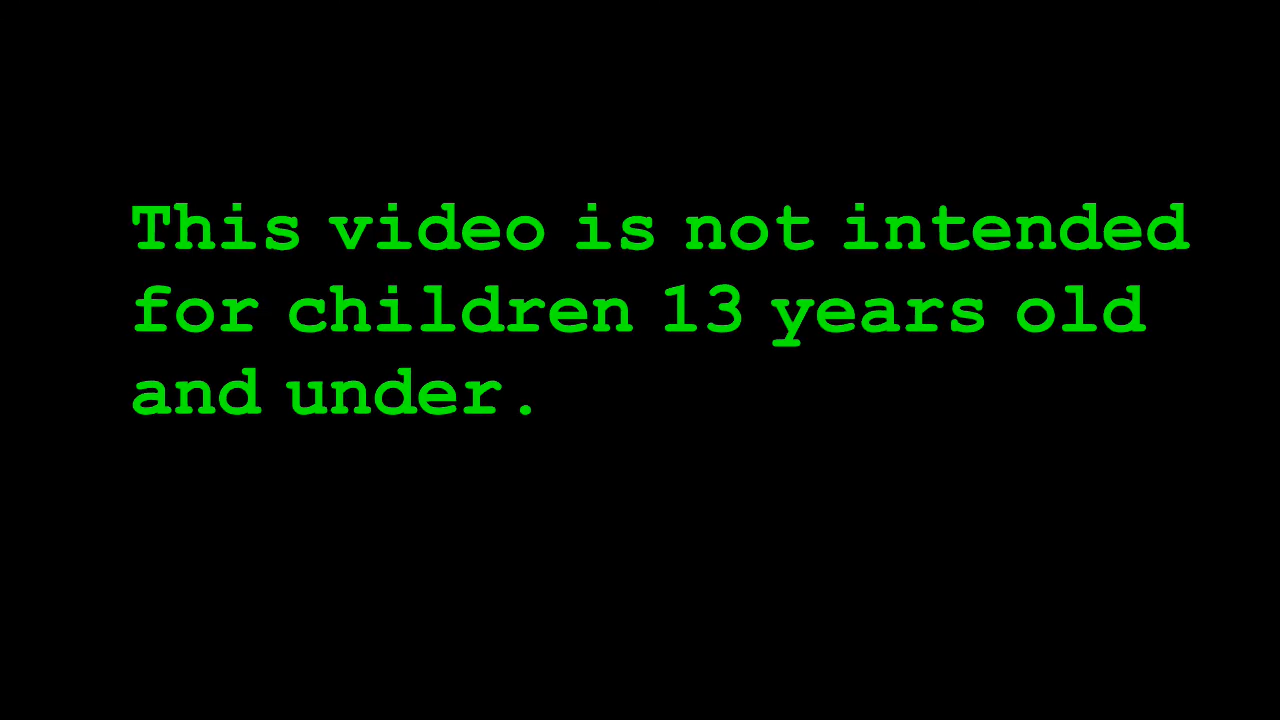 This video is not intended
for children 13 years old
and under.